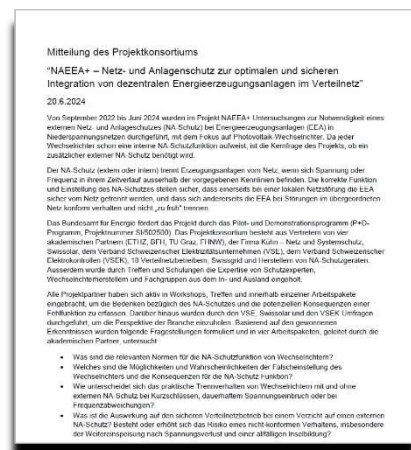 Mitteilung des Projektkonsortiums
"NAEEA+ – Netz- und Anlagenschutz zur optimalen und sicheren
Integration von dezentralen Energieerzeugungsanlagen im Verteilnetz"
20.6.2024
Von September 2022 bis Juni 2024 wurden im Projekt NAEEA+ Untersuchungen zur Notwendigkeit eines
externen Netz- und Anlageschutzes (NA-Schutz) bei Energieerzeugungsanlagen (EEA) in
Niederspannungsnetzen durchgeführt, mit dem Fokus auf Photovoltaik-Wechselrichter. Da jeder
Wechselrichter schon eine interne NA-Schutzfunktion aufweist, ist die Kernfrage des Projekts, ob ein
zusätzlicher externer NA-Schutz benötigt wird.
Der NA-Schutz (extern oder intern) trennt Erzeugungsanlagen vom Netz, wenn sich Spannung oder
Frequenz in ihrem Zeitverlauf ausserhalb der vorgegebenen Kennlinien befinden. Die korrekte Funktion
und Einstellung des NA-Schutzes stellen sicher, dass einerseits bei einer lokalen Netzstörung die EEA
sicher vom Netz getrennt werden, und dass sich andererseits die EEA bei Störungen im übergeordneten
Netz konform verhalten und nicht „zu früh" trennen.
Das Bundesamt für Energie fördert das Projekt durch das Pilot- und Demonstrationsprogramm (P+D-
Programm, Projektnummer SI/502500). Das Projektkonsortium besteht aus Vertretern von vier
akademischen Partnern (ETHZ, BFH, TU Graz, FHNW), der Firma Kühn – Netz und Systemschutz,
Swissolar, dem Verband Schweizerischer Elektrizitätsunternehmen (VSE), dem Verband Schweizerischer
Elektrokontrollen (VSEK), 10 Verteilnetzbetreibern, Swissgrid und Herstellern von NA-Schutzgeräten.
Ausserdem wurde durch Treffen und Schulungen die Expertise von Schutzexperten,
Wechselrichterherstellern und Fachgruppen aus dem In- und Ausland eingeholt.
Alle Projektpartner haben sich aktiv in Workshops, Treffen und innerhalb einzelner Arbeitspakete
eingebracht, um die Bedenken bezüglich des NA-Schutzes und die potenziellen Konsequenzen einer
Fehlfunktion zu erfassen. Darüber hinaus wurden durch den VSE, Swissolar und den VSEK Umfragen
durchgeführt, um die Perspektive der Branche einzuholen. Basierend auf den gewonnenen
Erkenntnissen wurden folgende Fragestellungen formuliert und in vier Arbeitspaketen, geleitet durch die
akademischen Partner, untersucht:
• Was sind die relevanten Normen für die NA-Schutzfunktion von Wechselrichtern?
• Welches sind die Möglichkeiten und Wahrscheinlichkeiten der Falscheinstellung des
Wechselrichters und die Konsequenzen für die NA-Schutz Funktion?
• Wie unterscheidet sich das praktische Trennverhalten von Wechselrichtern mit und ohne
externen NA-Schutz bei Kurzschlüssen, dauerhaftem Spannungseinbruch oder bei
Frequenzabweichungen?
• Was ist die Auswirkung auf den sicheren Verteilnetzbetrieb bei einem Verzicht auf einen externen
NA-Schutz? Besteht oder erhöht sich das Risiko eines nicht-konformen Verhaltens, insbesondere
der Weitereinspeisung nach Spannungsverlust und einer allfälligen Inselbildung?